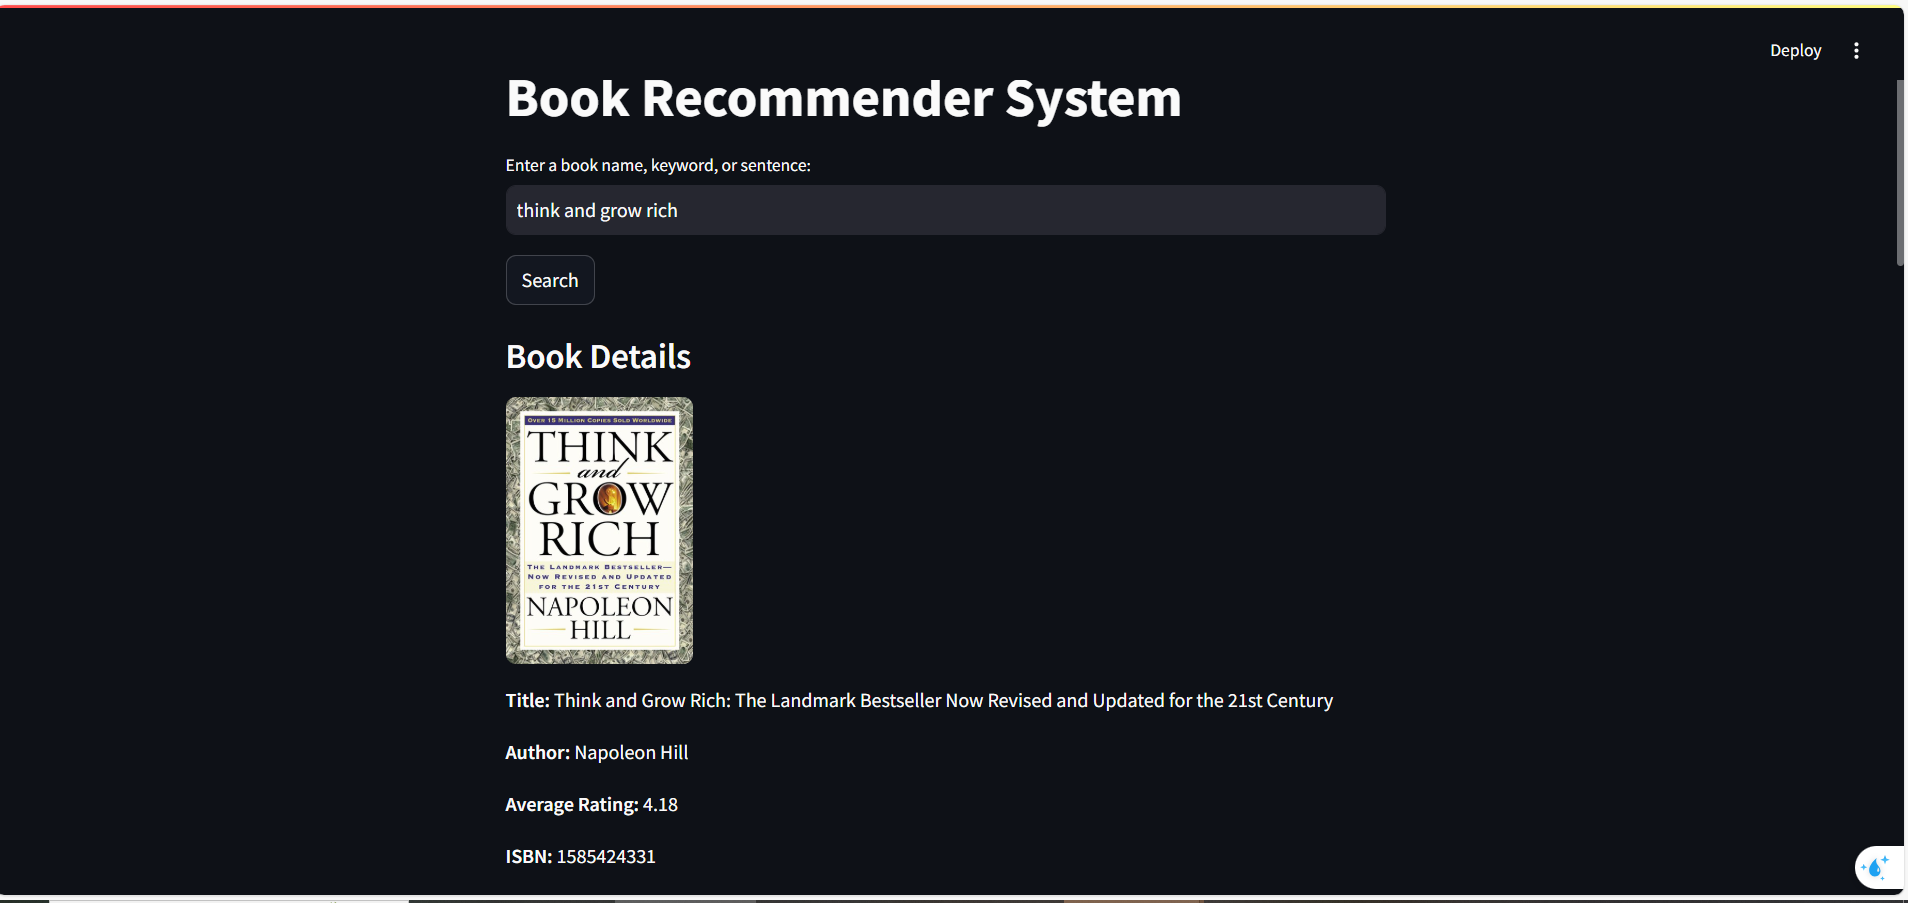 Deploy
Book Recommender System
Enter a book name, keyword, or sentence:
think and grow rich
Search
Book Details
OVER 15 MILLION COPIES SOLD WORLDWIDE
THINK
and
GROW
RICH
THE LANDMARK BESTSELLER—
NOW REVISED AND UPDATED
FOR THE 21ST CENTURY
NAPOLEON
HILL
Title: Think and Grow Rich: The Landmark Bestseller Now Revised and Updated for the 21st Century
Author: Napoleon Hill
Average Rating: 4.18
ISBN: 1585424331